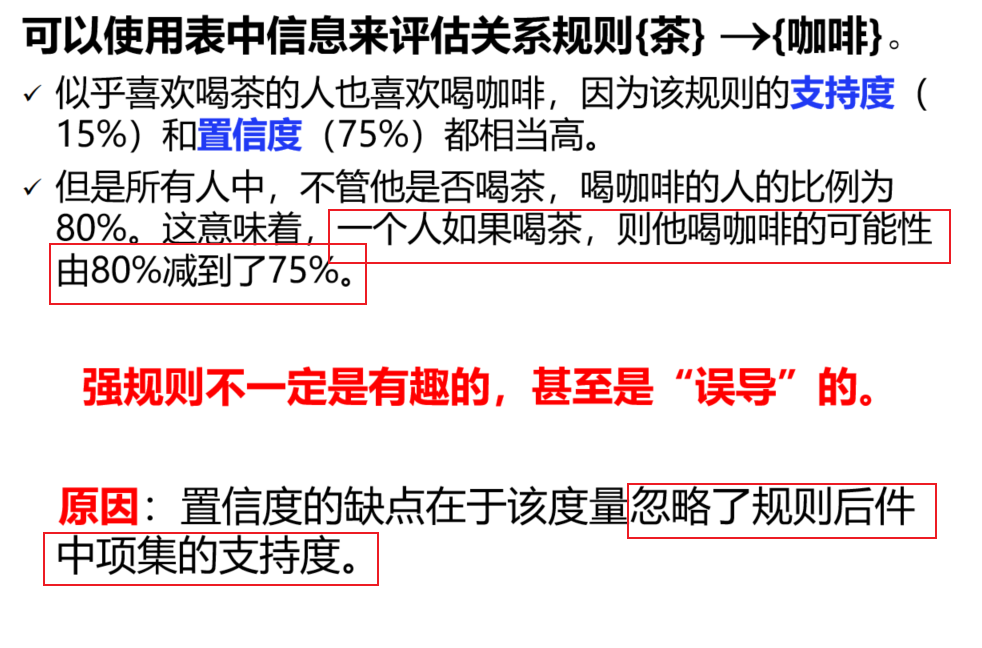 可以使用表中信息来评估关系规则{茶} →{咖啡}。
✓ 似乎喜欢喝茶的人也喜欢喝咖啡，因为该规则的支持度（
15%）和置信度（75%）都相当高。
✓ 但是所有人中，不管他是否喝茶，喝咖啡的人的比例为
80%。这意味着，一个人如果喝茶，则他喝咖啡的可能性
由80%减到了75%。
强规则不一定是有趣的，甚至是“误导”的。
原因：置信度的缺点在于该度量忽略了规则后件
中项集的支持度。